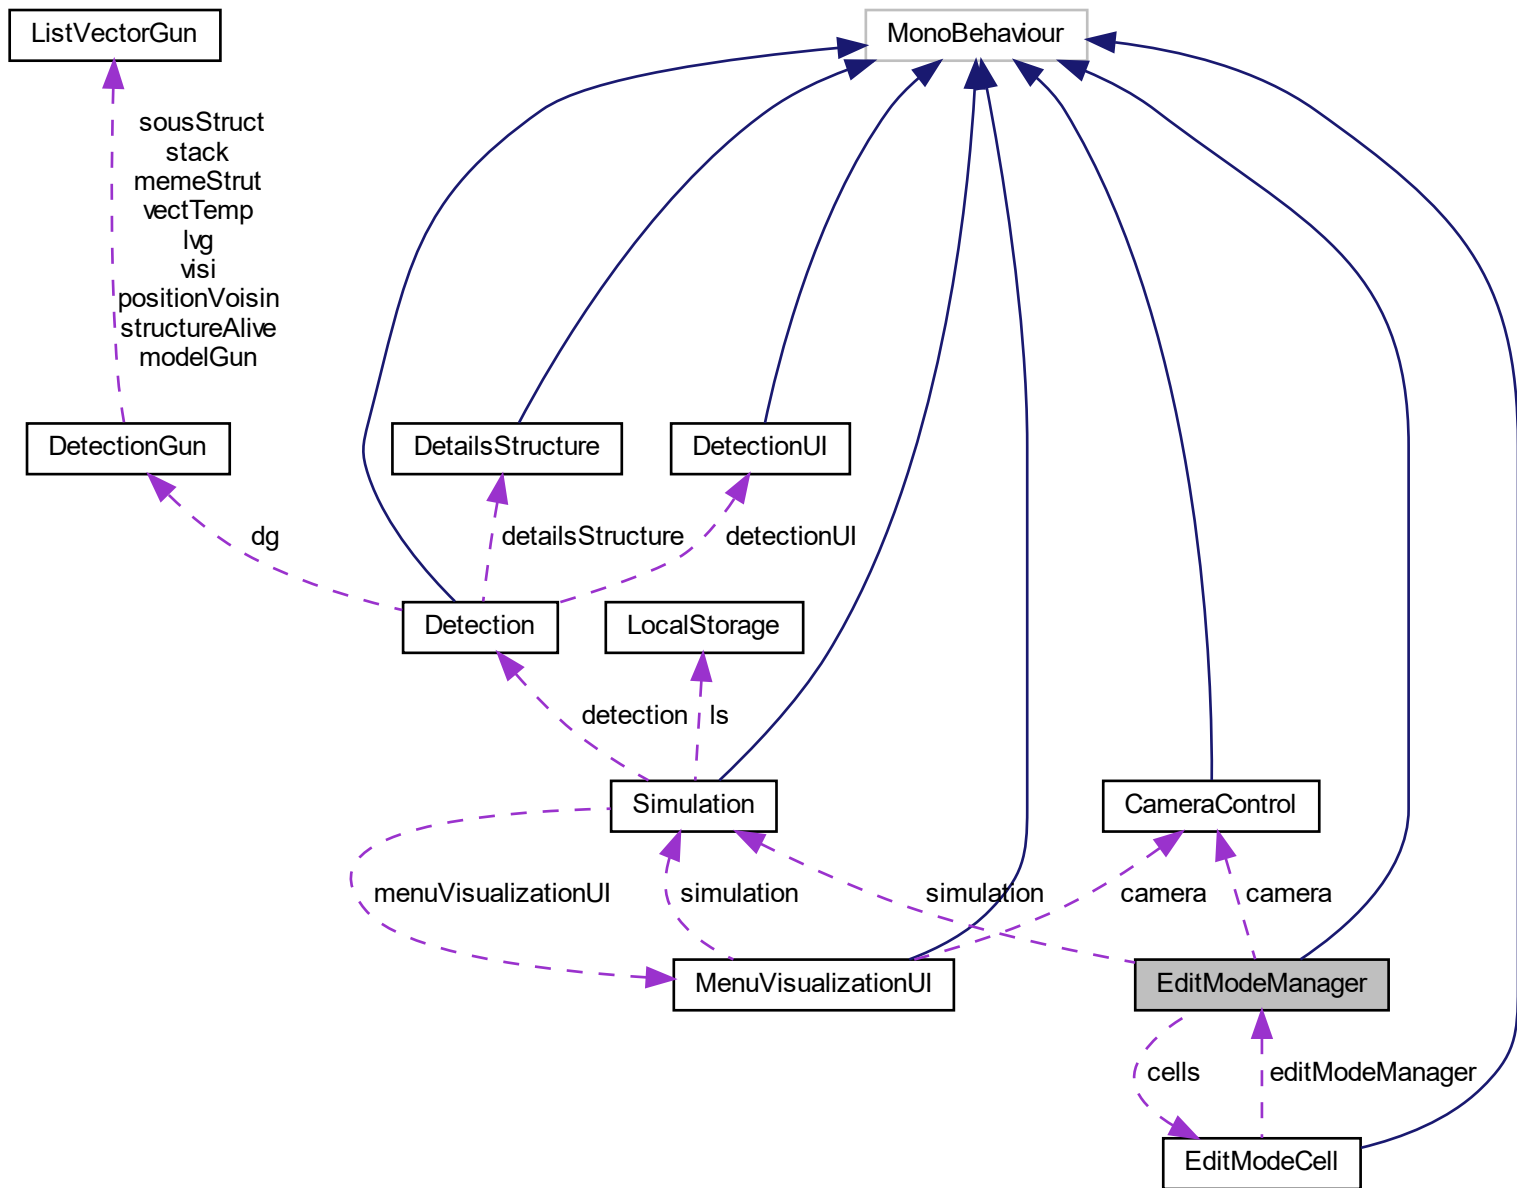 ListVectorGun
MonoBehaviour
sousStruct
stack
memeStrut
vectTemp
lvg
visi
positionVoisin
structureAlive
modelGun
DetectionGun
DetailsStructure
DetectionUI
dg
detailsStructure
detectionUI
Detection
LocalStorage
detection
ls
Simulation
CameraControl
menuVisualizationUI
simulation
simulation
camera
camera
MenuVisualizationUI
EditModeManager
cells
editModeManager
EditModeCell